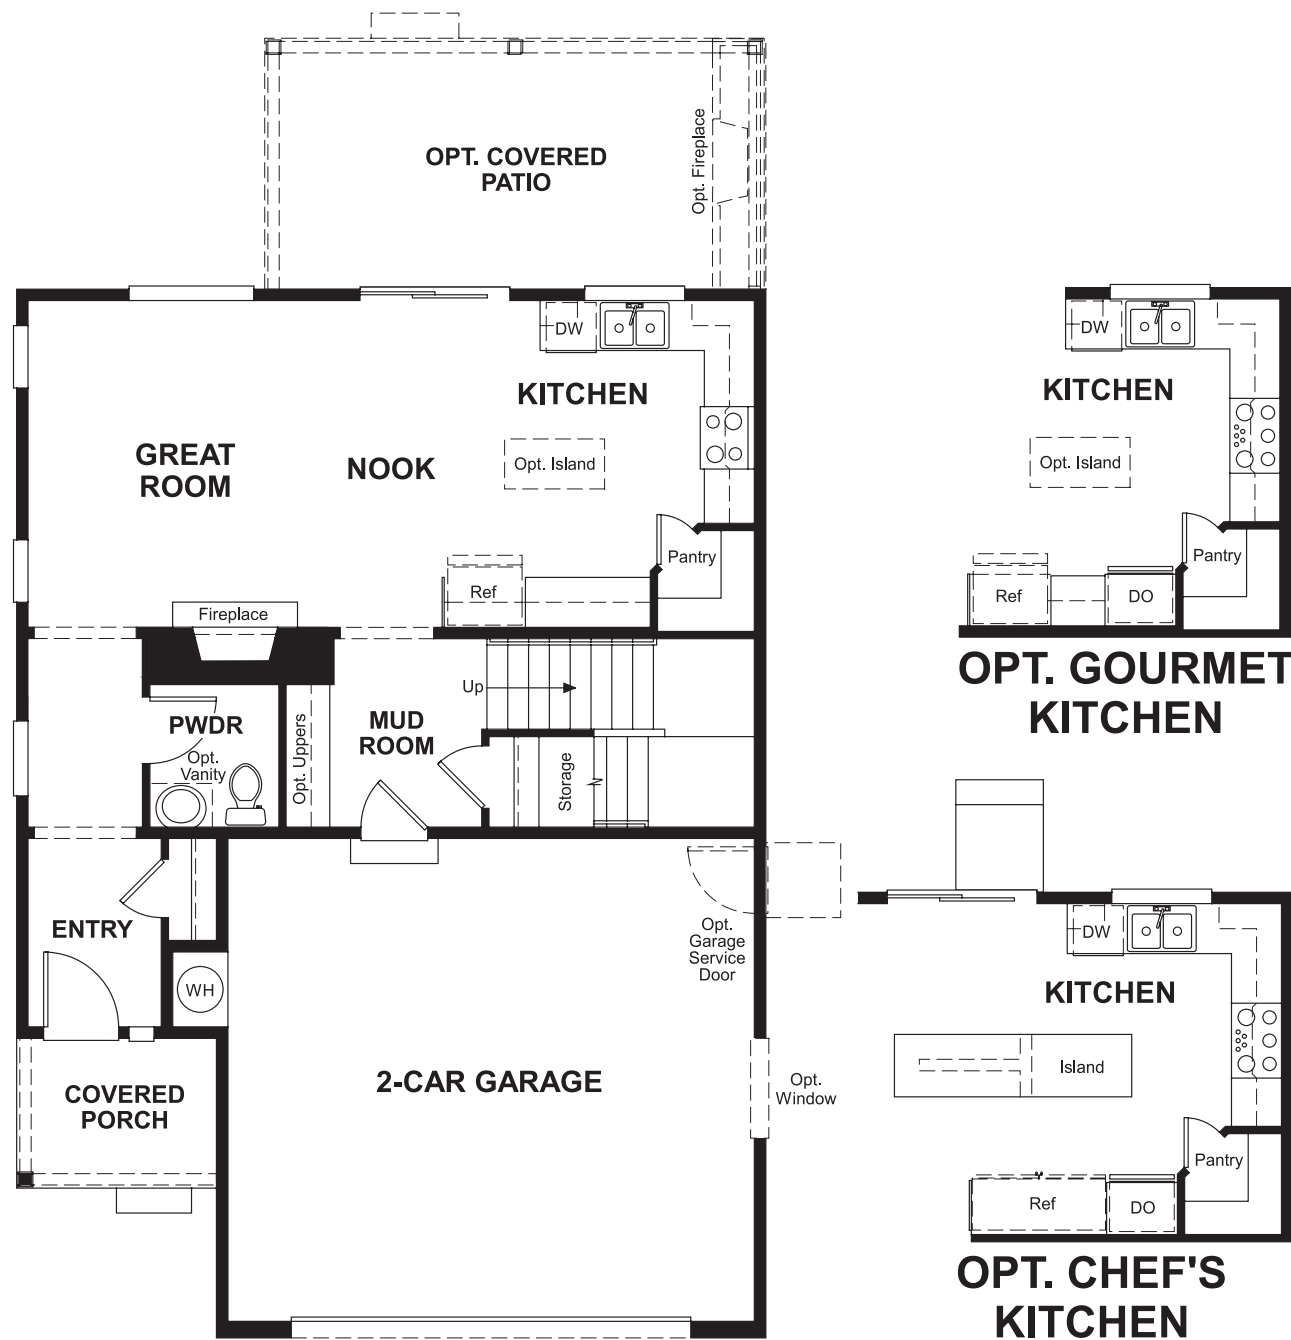 OPT. COVERED
PATIO
Opt. Fireplace
DW
KITCHEN
GREAT
ROOM
NOOK
Opt. Island
Pantry
Ref
Fireplace
Up
PWDR
Opt.
Vanity
Opt. Uppers
MUD
ROOM
Storage
ENTRY
WH
Opt.
Garage
Service
Door
COVERED
PORCH
2-CAR GARAGE
Opt.
Window
DW
KITCHEN
Opt. Island
Pantry
Ref
DO
OPT. GOURMET
KITCHEN
DW
KITCHEN
Island
Pantry
Ref
DO
OPT. CHEF'S
KITCHEN